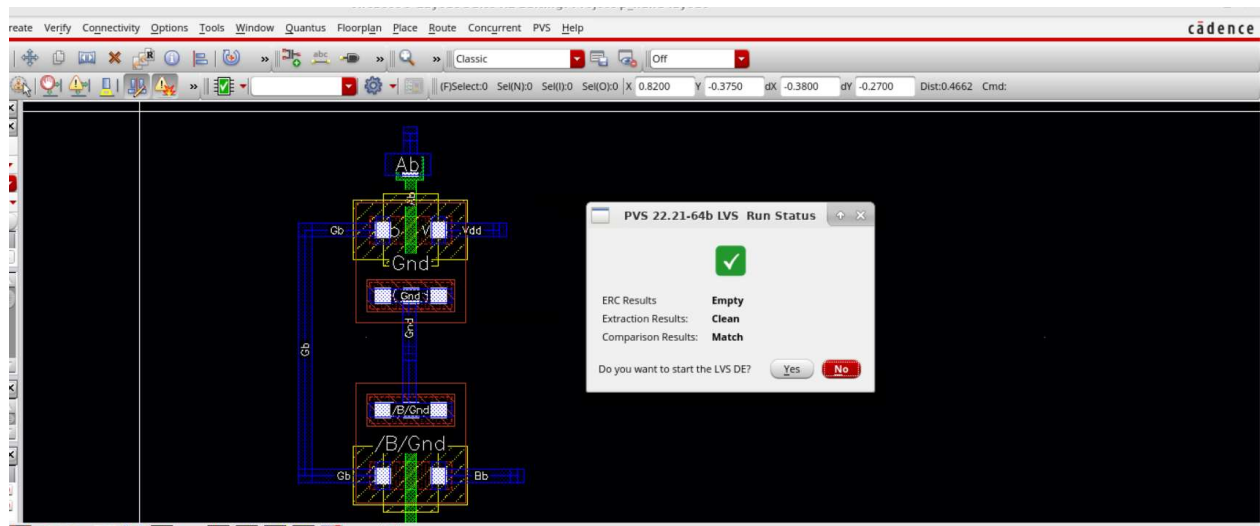 reate Verify Connectivity Options Tools Window Quantus Floorplan Place Route Concurrent PVS Help
cādence
R abc » » » Classic Off
» (F)Select:0 Sel(N):0 Sel(I):0 Sel(O):0 X 0.8200 Y -0.3750 dX -0.3800 dY -0.2700 Dist:0.4662 Cmd:
Ab
Ab
Gb Vdd
Gnd
Gnd
Gnd
Gb
/B/Gnd
/B/Gnd
Gb Bb
PVS 22.21-64b LVS Run Status
ERC Results Empty
Extraction Results: Clean
Comparison Results: Match
Do you want to start the LVS DE? Yes No